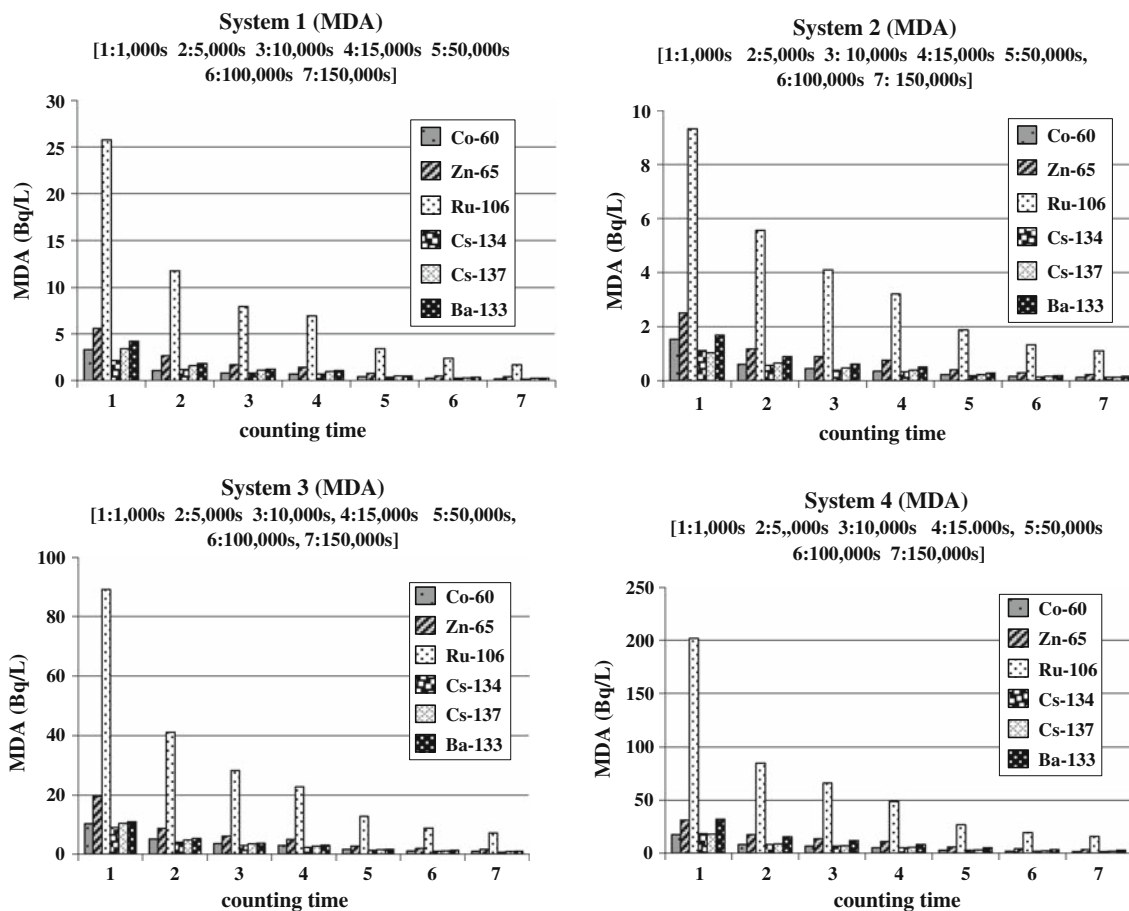 System 1 (MDA)
[1:1,000s 2:5,000s 3:10,000s 4:15,000s 5:50,000s
6:100,000s 7:150,000s]
30
25
20
15
10
5
0
MDA (Bq/L)
Co-60
Zn-65
Ru-106
Cs-134
Cs-137
Ba-133
1 2 3 4 5 6 7
counting time
System 2 (MDA)
[1:1,000s 2:5,000s 3: 10,000s 4:15,000s 5:50,000s,
6:100,000s 7: 150,000s]
10
8
6
4
2
0
MDA (Bq/L)
Co-60
Zn-65
Ru-106
Cs-134
Cs-137
Ba-133
1 2 3 4 5 6 7
counting time
System 3 (MDA)
[1:1,000s 2:5,000s 3:10,000s, 4:15,000s 5:50,000s,
6:100,000s, 7:150,000s]
100
80
60
40
20
0
MDA (Bq/L)
Co-60
Zn-65
Ru-106
Cs-134
Cs-137
Ba-133
1 2 3 4 5 6 7
counting time
System 4 (MDA)
[1:1,000s 2:5,,000s 3:10,000s 4:15.000s, 5:50,000s
6:100,000s 7:150,000s]
250
200
150
100
50
0
MDA (Bq/L)
Co-60
Zn-65
Ru-106
Cs-134
Cs-137
Ba-133
1 2 3 4 5 6 7
counting time